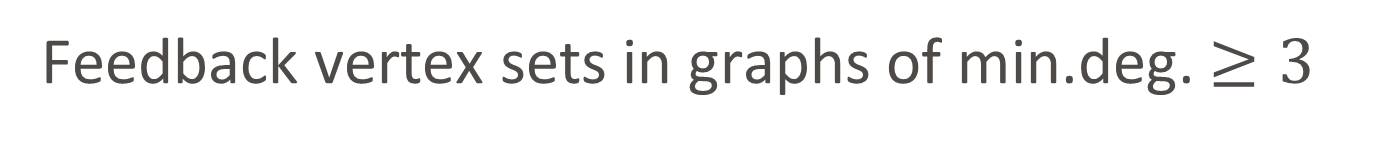 Feedback vertex sets in graphs of min.deg. ≥ 3